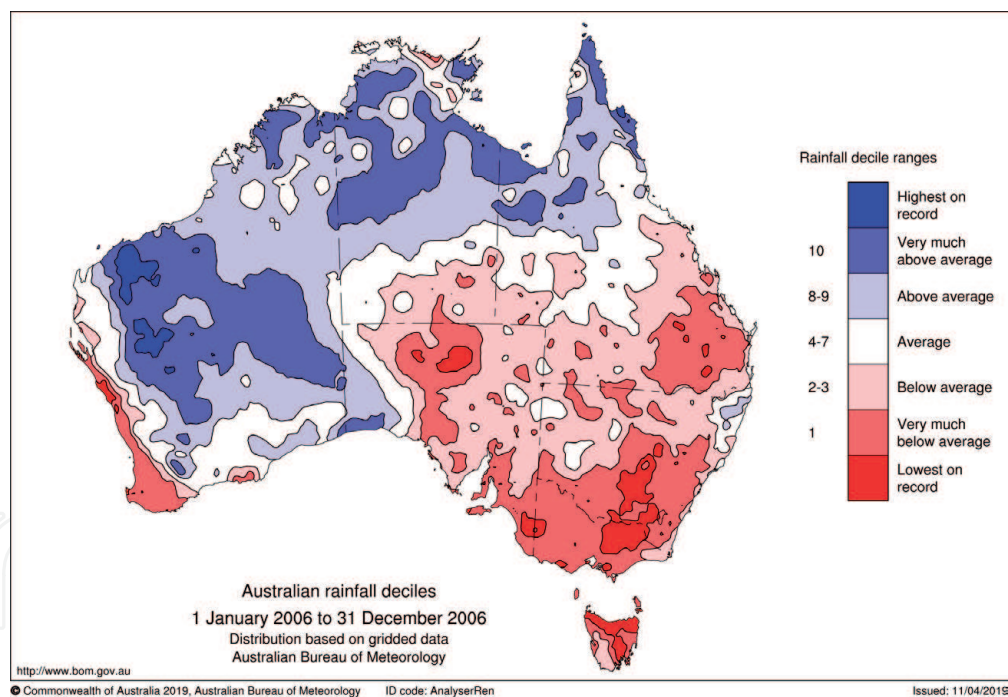 Rainfall decile ranges
Highest on
record
10
Very much
above average
8-9
Above average
4-7
Average
2-3
Below average
1
Very much
below average
Lowest on
record
Australian rainfall deciles
1 January 2006 to 31 December 2006
Distribution based on gridded data
Australian Bureau of Meteorology
http://www.bom.gov.au
© Commonwealth of Australia 2019, Australian Bureau of Meteorology ID code: AnalyserRen Issued: 11/04/2019